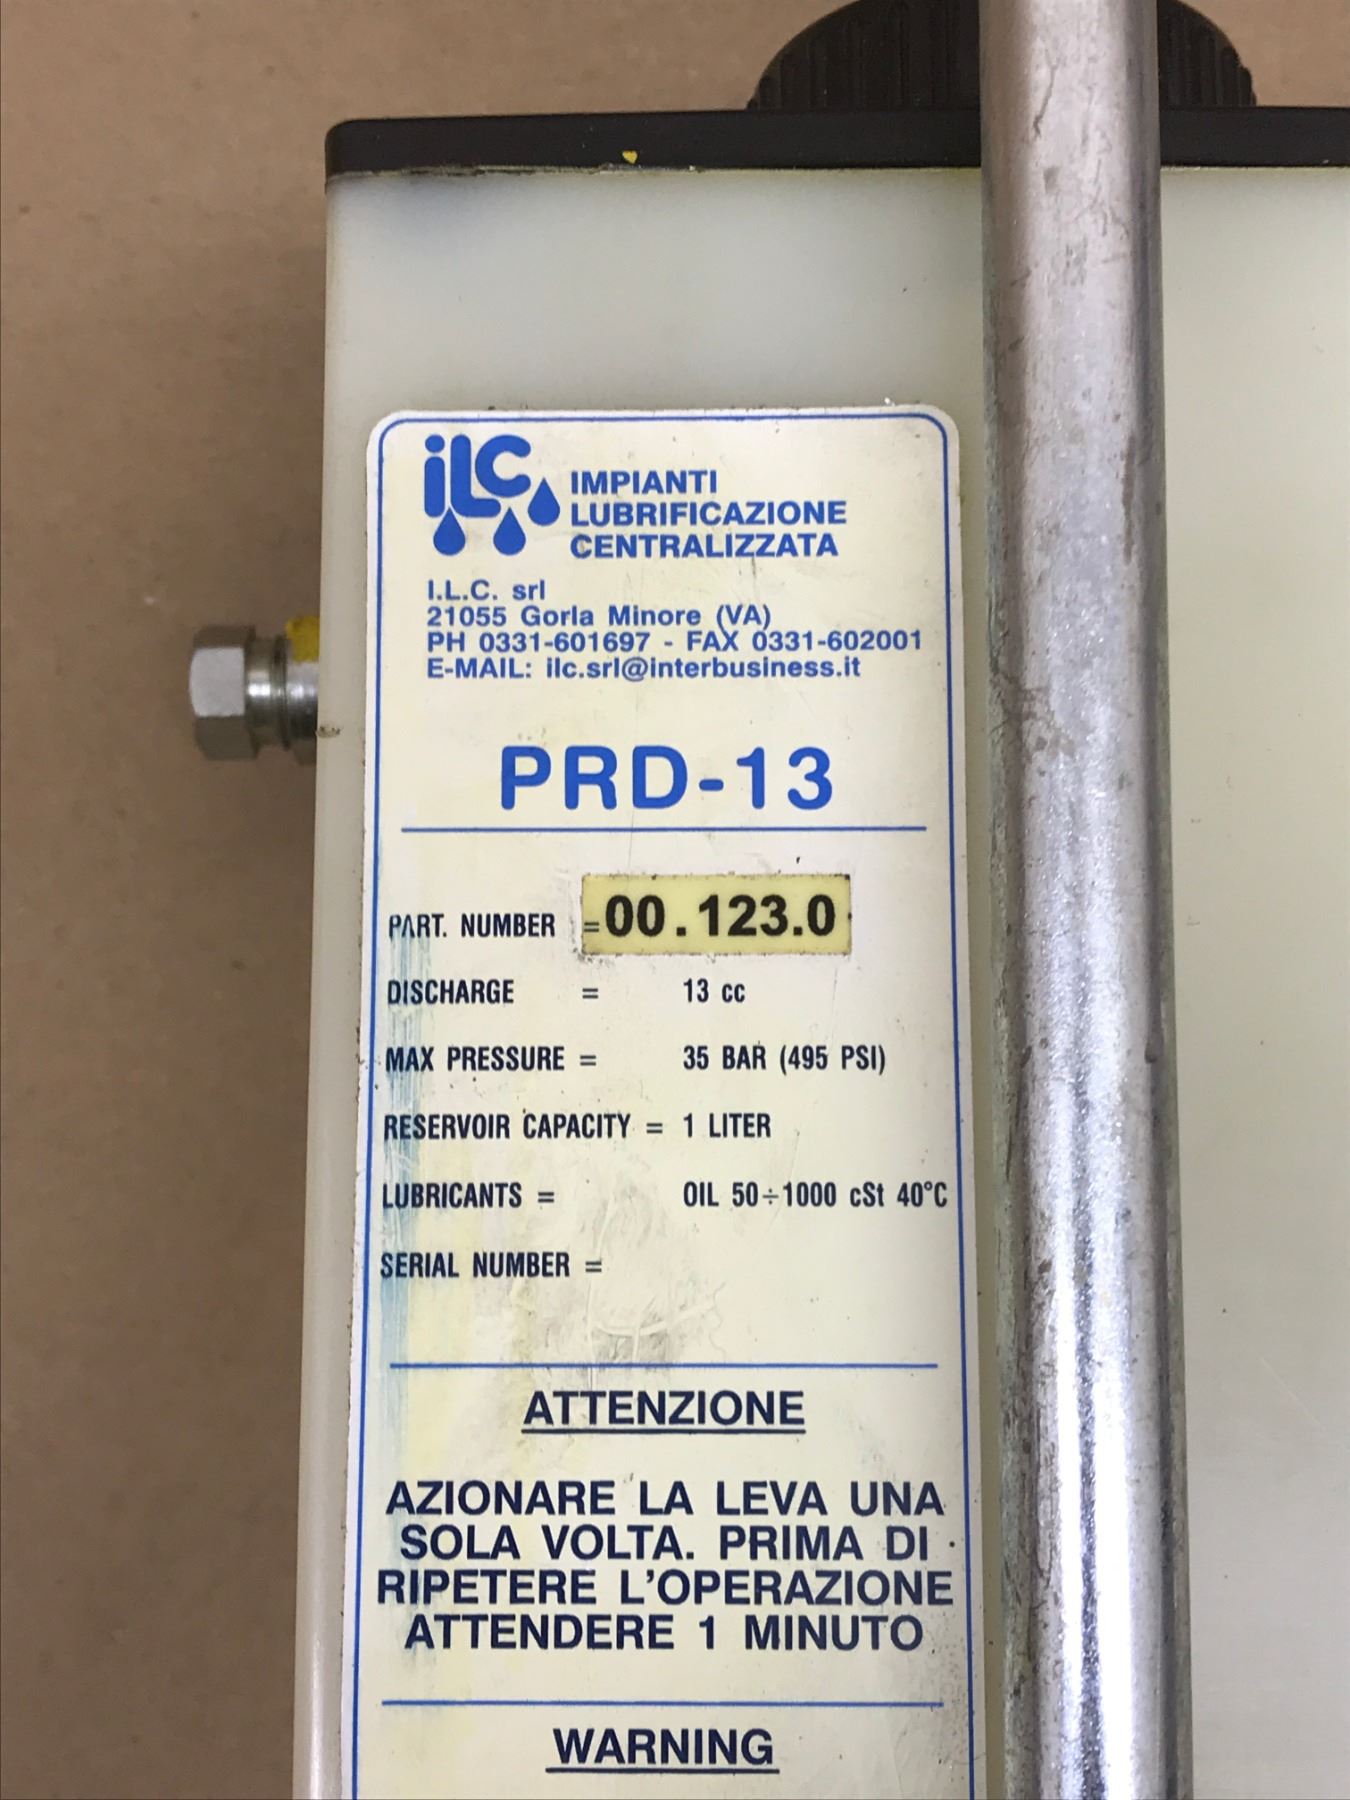 iLC
IMPIANTI
LUBRIFICAZIONE
CENTRALIZZATA
I.L.C. srl
21055 Gorla Minore (VA)
PH 0331-601697 - FAX 0331-602001
E-MAIL: ilc.srl@interbusiness.it
PRD-13
PART. NUMBER =00.123.0
DISCHARGE = 13 cc
MAX PRESSURE = 35 BAR (495 PSI)
RESERVOIR CAPACITY = 1 LITER
LUBRICANTS = OIL 50÷1000 cSt 40°C
SERIAL NUMBER =
ATTENZIONE
AZIONARE LA LEVA UNA
SOLA VOLTA. PRIMA DI
RIPETERE L'OPERAZIONE
ATTENDERE 1 MINUTO
WARNING